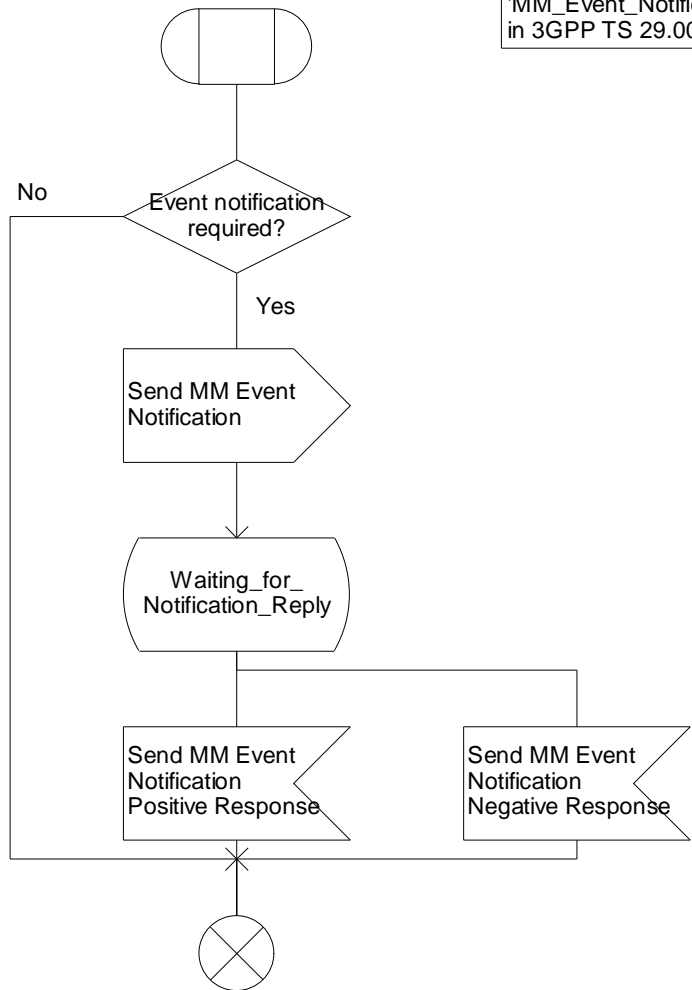 in 3GPP TS 29.00
No
Event notification
required?
Yes
Send MM Event
Notification
Waiting_for_
Notification_Reply
Send MM Event
Notification
Positive Response
Send MM Event
Notification
Negative Response